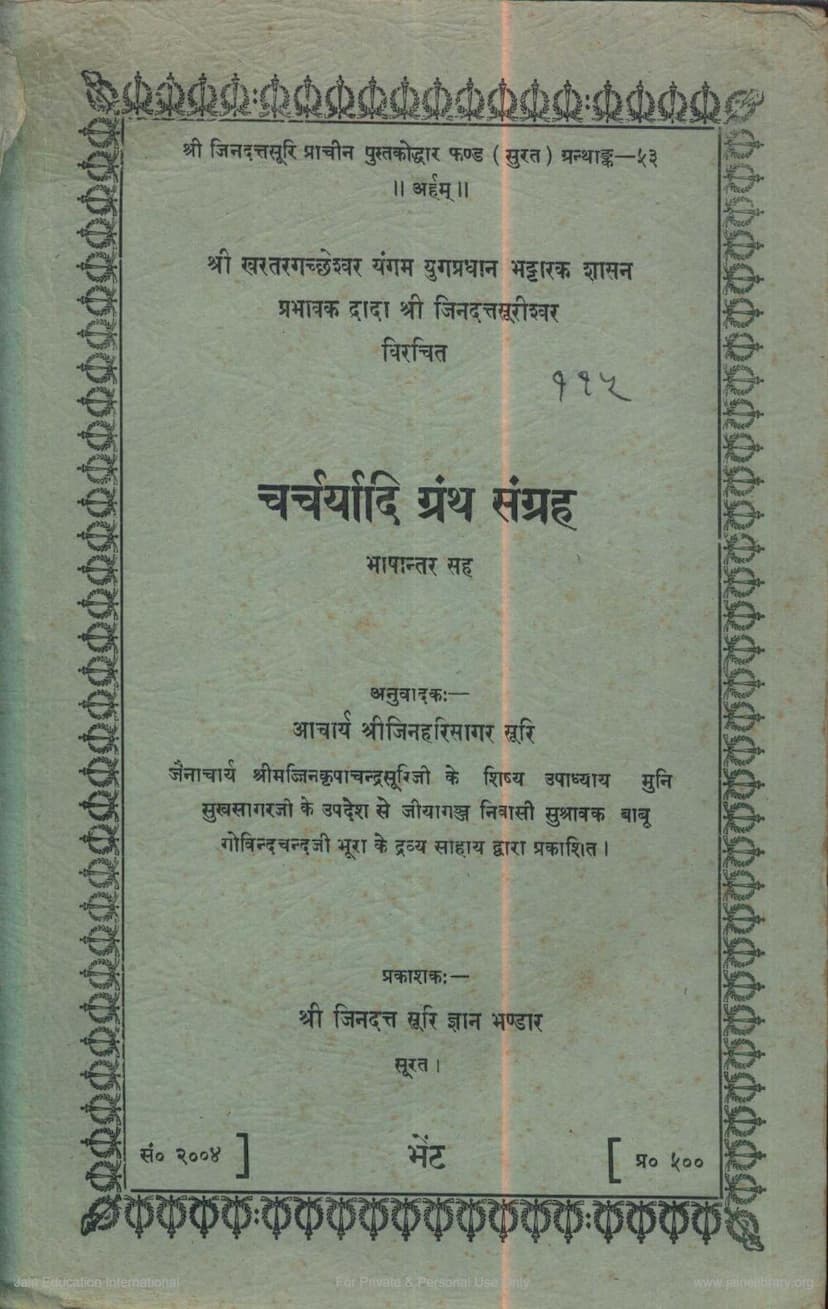 श्री जिनदत्तसूरि प्राचीन पुस्तकोद्धार फण्ड ( सुरत ) ग्रन्थाङ्क—५३
॥ अर्हम् ॥
श्री खरतरगच्छेश्वर यंगम युगप्रधान भट्टारक शासन
प्रभावक दादा श्री जिनदत्तसूरीश्वर
विरचित
११५
चर्चर्यादि ग्रंथ संग्रह
भाषान्तर सह
अनुवादकः—
आचार्य श्रीजिनहरिसागर सूरि
जैनाचार्य श्रीमज्जिनकृपाचन्द्रसूरिजी के शिष्य उपाध्याय मुनि
सुखसागरजी के उपदेश से जीयागञ्ज निवासी सुश्रावक बाबू
गोविन्दचन्दजी भूरा के द्रव्य साहाय द्वारा प्रकाशित ।
प्रकाशकः—
श्री जिनदत्त सूरि ज्ञान भण्डार
सूरत ।
सं० २००४ ] भेंट [ प्र० ५००
Jain Education International For Private & Personal Use Only www.jainelibrary.org